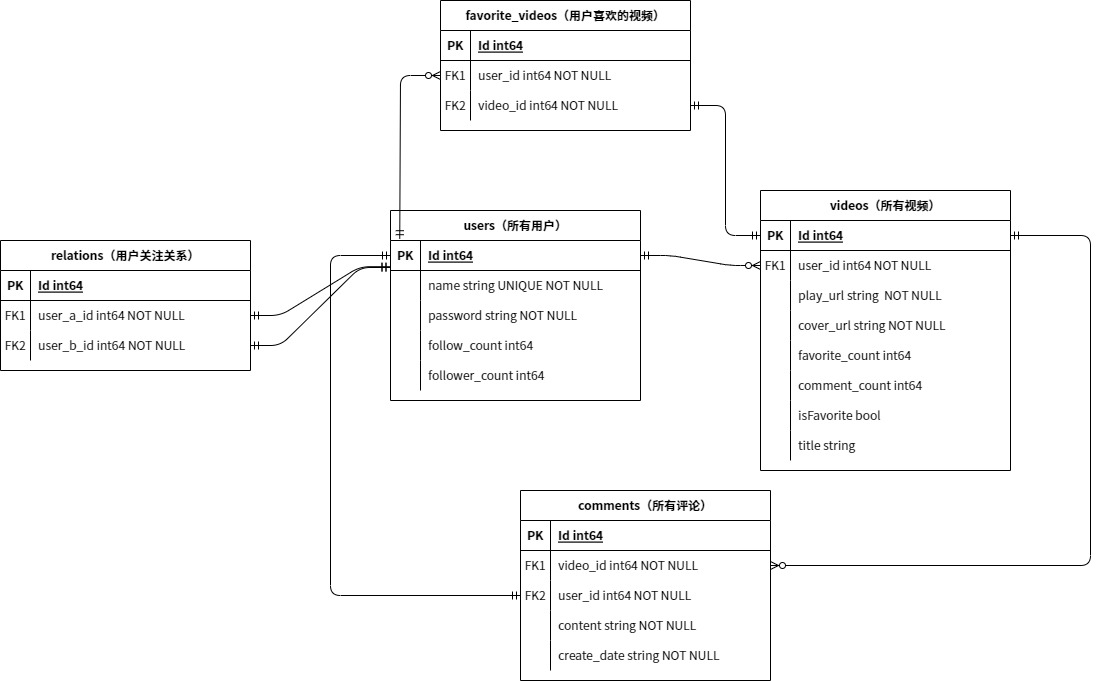 favorite_videos（用户喜欢的视频）
PK Id int64
FK1 user_id int64 NOT NULL
FK2 video_id int64 NOT NULL
relations（用户关注关系）
PK Id int64
FK1 user_a_id int64 NOT NULL
FK2 user_b_id int64 NOT NULL
users（所有用户）
PK Id int64
name string UNIQUE NOT NULL
password string NOT NULL
follow_count int64
follower_count int64
videos（所有视频）
PK Id int64
FK1 user_id int64 NOT NULL
play_url string  NOT NULL
cover_url string NOT NULL
favorite_count int64
comment_count int64
isFavorite bool
title string
comments（所有评论）
PK Id int64
FK1 video_id int64 NOT NULL
FK2 user_id int64 NOT NULL
content string NOT NULL
create_date string NOT NULL